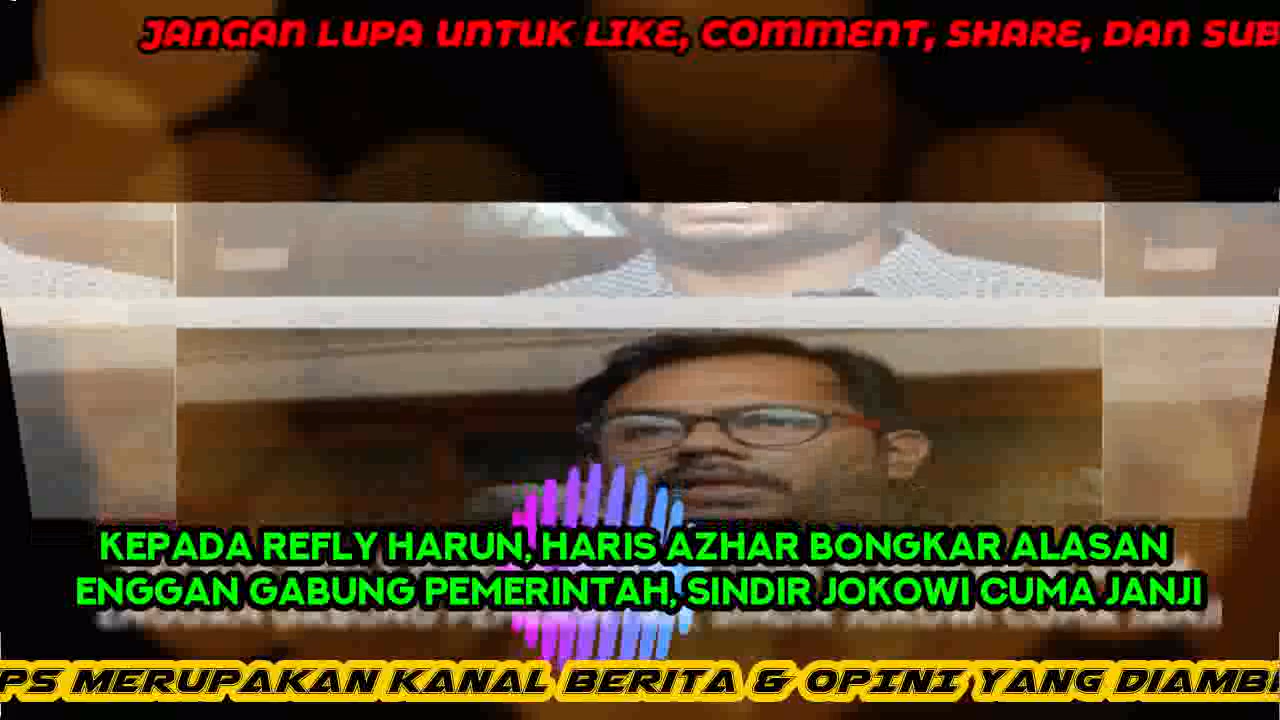 JANGAN LUPA UNTUK LIKE, COMMENT, SHARE, DAN SUB
KEPADA REFLY HARUN, HARIS AZHAR BONGKAR ALASAN
ENGGAN GABUNG PEMERINTAH, SINDIR JOKOWI CUMA JANJI
PS MERUPAKAN KANAL BERITA & OPINI YANG DIAMB